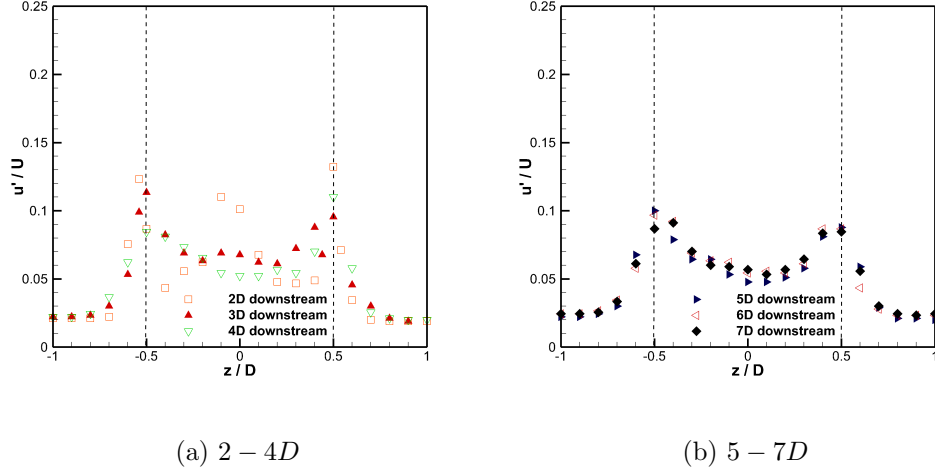 0.25
0.2
0.15
0.1
0.05
0
u' / U
-1
-0.5
0
0.5
1
z / D
2D downstream
3D downstream
4D downstream
0.25
0.2
0.15
0.1
0.05
0
u' / U
-1
-0.5
0
0.5
1
z / D
5D downstream
6D downstream
7D downstream
(a) 2 − 4D
(b) 5 − 7D